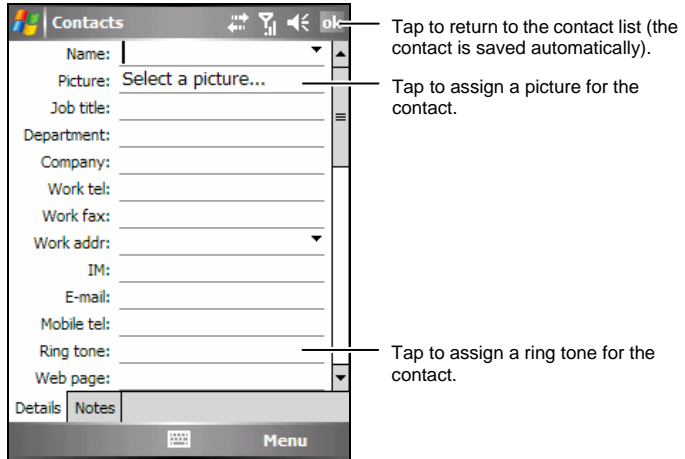 Contacts ok
Name:
Picture: Select a picture...
Job title:
Department:
Company:
Work tel:
Work fax:
Work addr:
IM:
E-mail:
Mobile tel:
Ring tone:
Web page:
Details Notes
Menu
Tap to return to the contact list (the
contact is saved automatically).
Tap to assign a picture for the
contact.
Tap to assign a ring tone for the
contact.